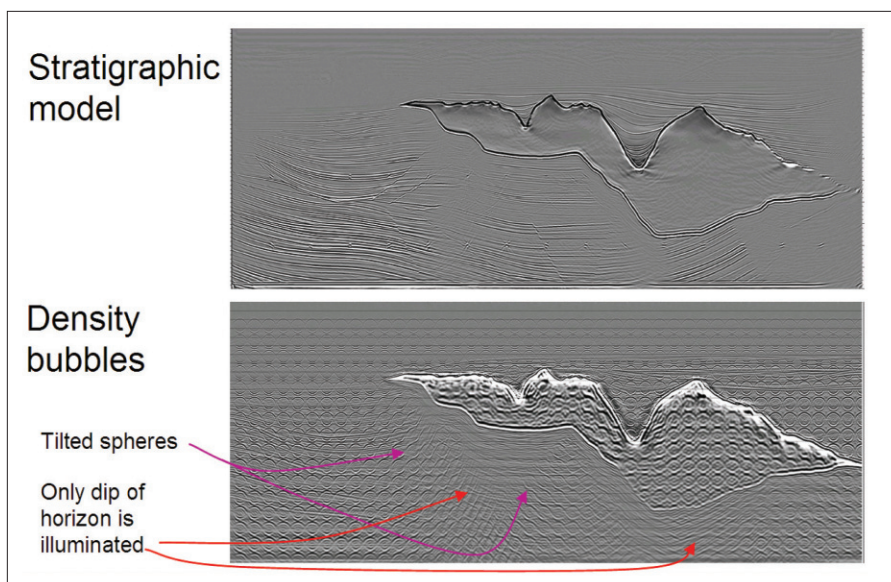 Stratigraphic
model
Density
bubbles
Tilted spheres
Only dip of
horizon is
illuminated